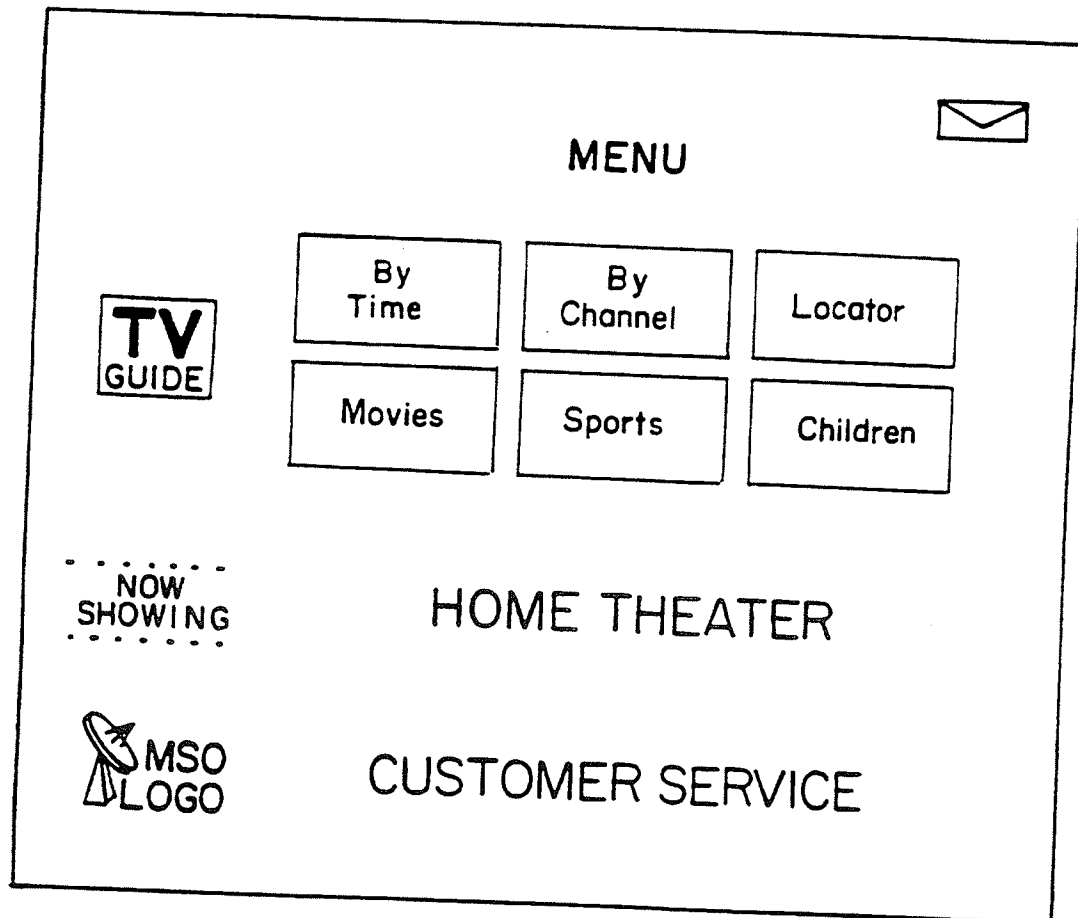 MENU
TV
GUIDE
By
Time
By
Channel
Locator
Movies
Sports
Children
NOW
SHOWING
HOME THEATER
MSO
LOGO
CUSTOMER SERVICE